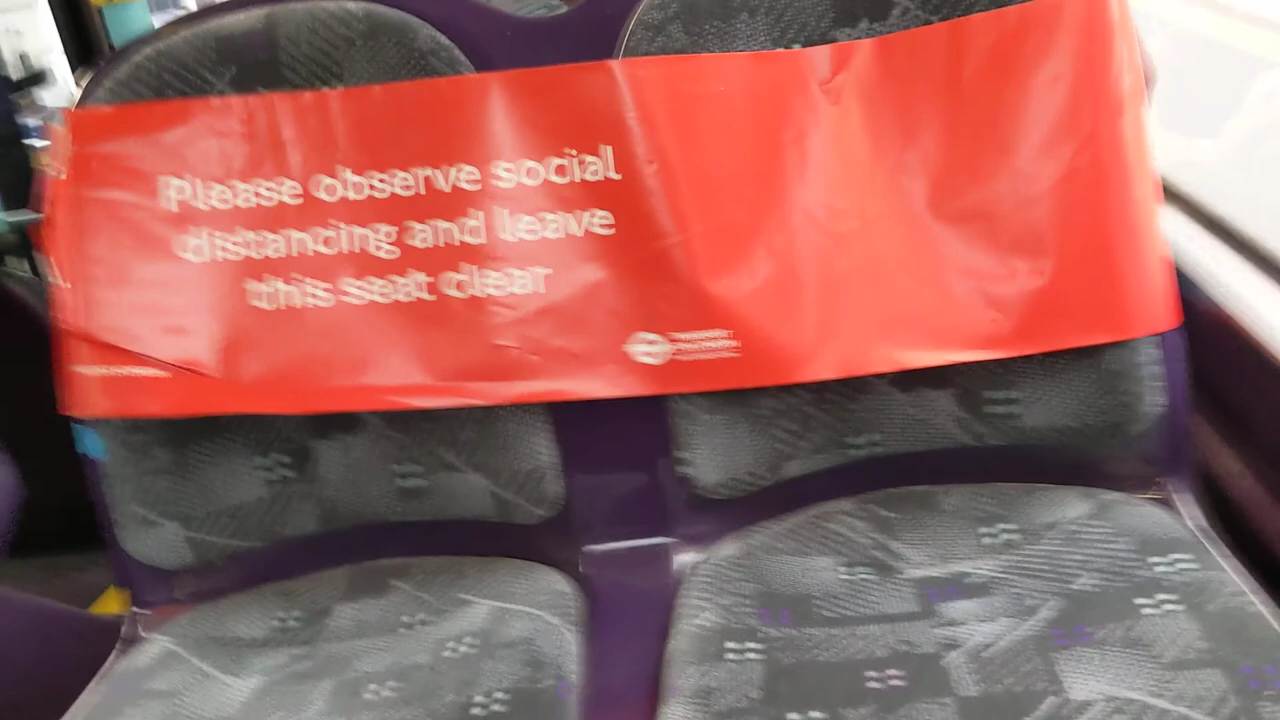 Please observe social
distancing and leave
this seat clear